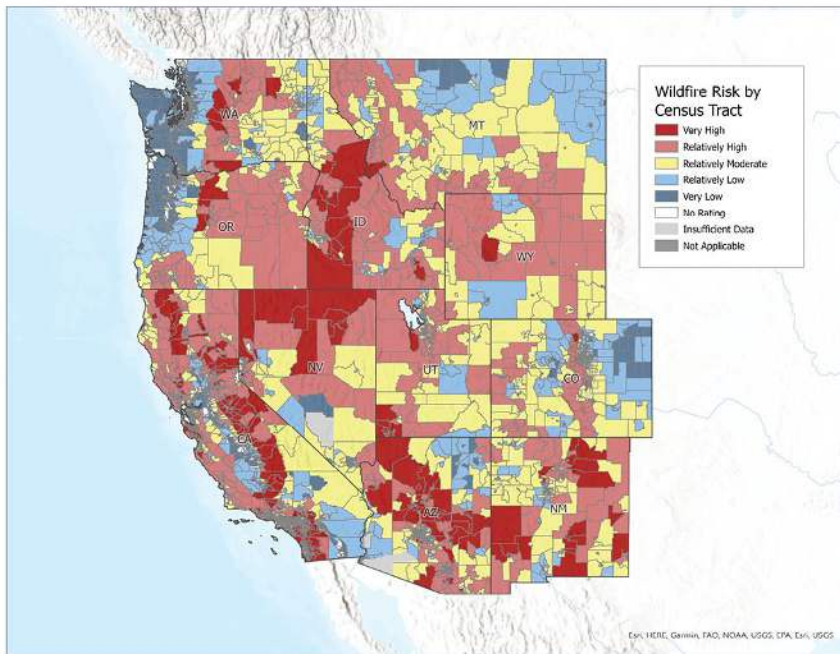 Wildfire Risk by
Census Tract
Very High
Relatively High
Relatively Moderate
Relatively Low
Very Low
No Rating
Insufficient Data
Not Applicable
WA
MT
OR
ID
WY
NV
UT
CO
CA
AZ
NM
Esri, HERE, Garmin, FAO, NOAA, USGS, EPA, Esri, USGS